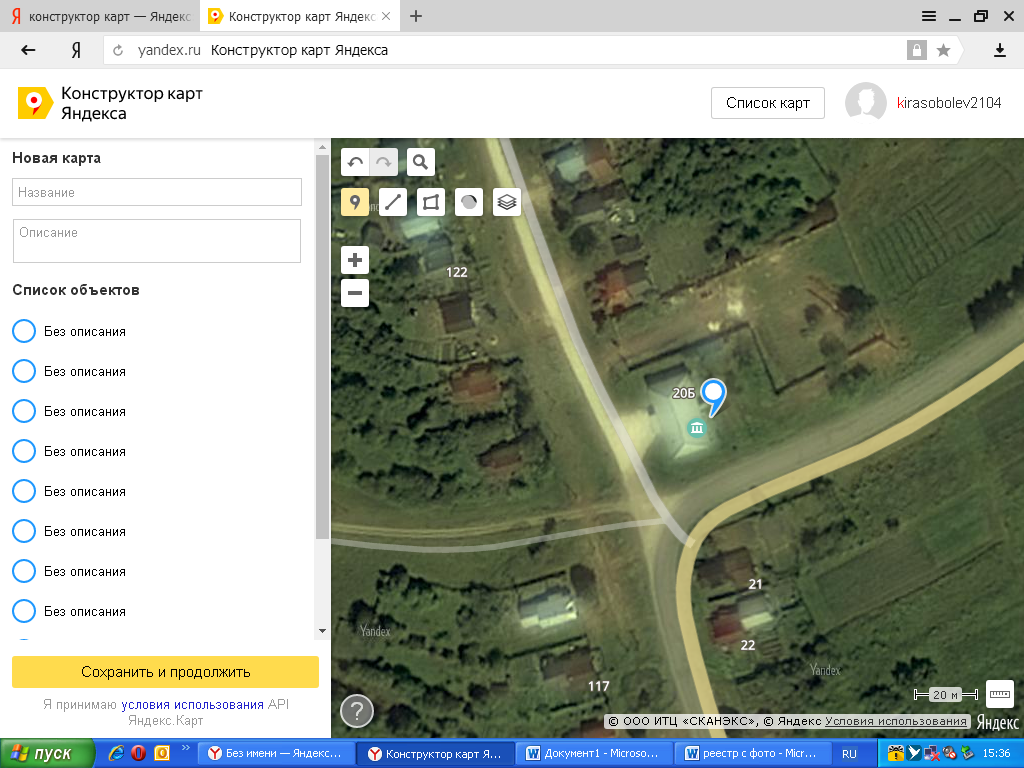 конструктор карт — Яндекс
Конструктор карт Яндекс
yandex.ru Конструктор карт Яндекса
Конструктор карт
Яндекса
Список карт
kirasobolev2104
Новая карта
Название
Описание
Список объектов
Без описания
Без описания
Без описания
Без описания
Без описания
Без описания
Без описания
Без описания
Сохранить и продолжить
Я принимаю условия использования API
Яндекс.Карт
122
20Б
21
22
117
Yandex
Yandex
20 м
© ООО ИТЦ «СКАНЭКС», © Яндекс Условия использования
Яндекс
пуск
Без имени — Яндекс...
Конструктор карт Я...
Документ1 - Microso...
реестр с фото - Micr...
RU
15:36